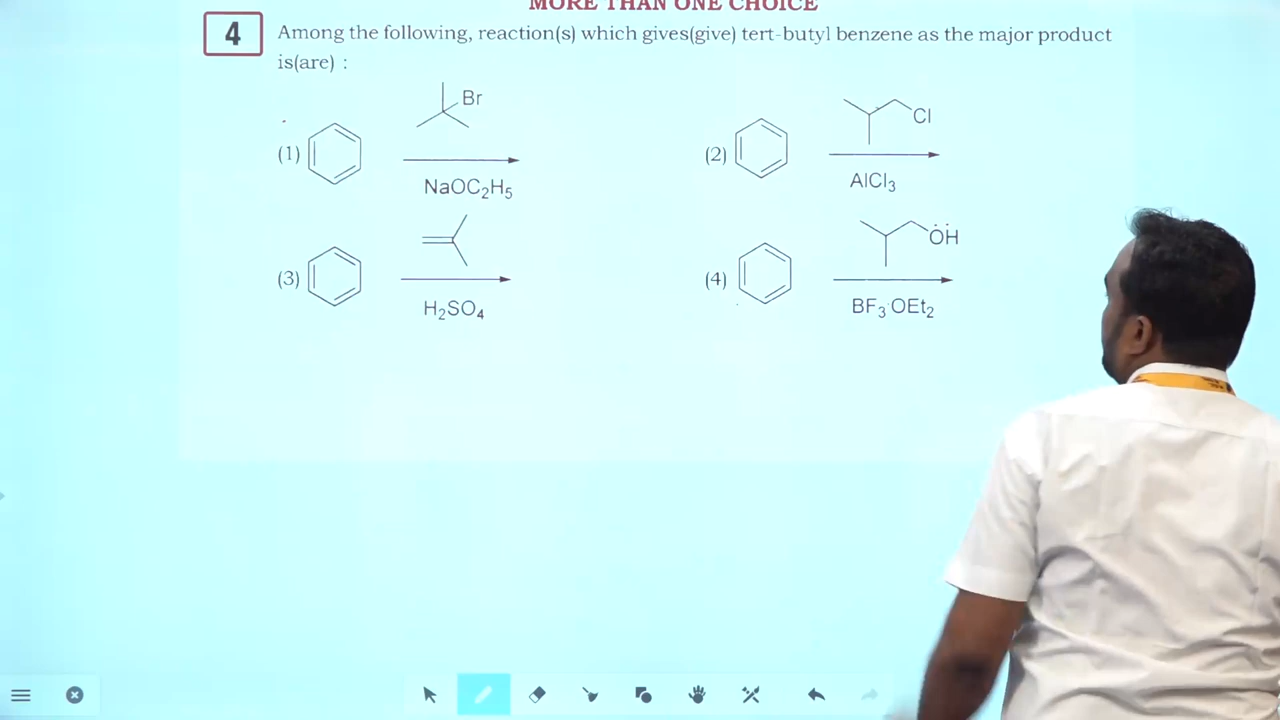 MORE THAN ONE CHOICE
4
Among the following, reaction(s) which gives(give) tert-butyl benzene as the major product
is(are) :
(1)
Br
NaOC₂H₅
(2)
Cl
AlCl₃
(3)
H₂SO₄
(4)
ÖH
BF₃·OEt₂